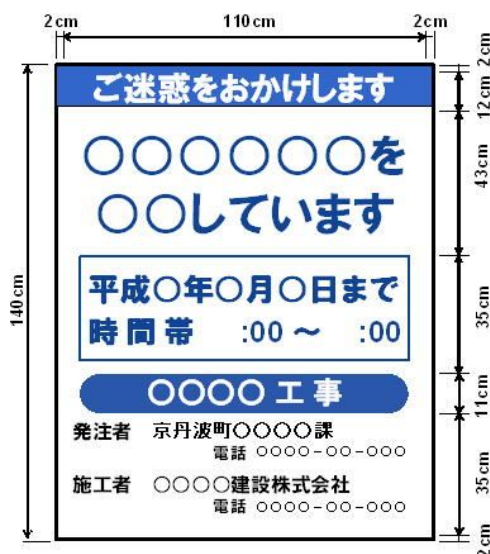 2cm 110cm 2cm
2cm
ご迷惑をおかけします
12cm
〇〇〇〇〇〇を
〇〇しています
43cm
140cm
平成〇年〇月〇日まで
時間帯 :00 ～ :00
35cm
〇〇〇〇工事
11cm
発注者 京丹波町〇〇〇〇課
電話 〇〇〇〇-〇〇-〇〇〇
施工者 〇〇〇〇建設株式会社
電話 〇〇〇〇-〇〇-〇〇〇
35cm
2cm